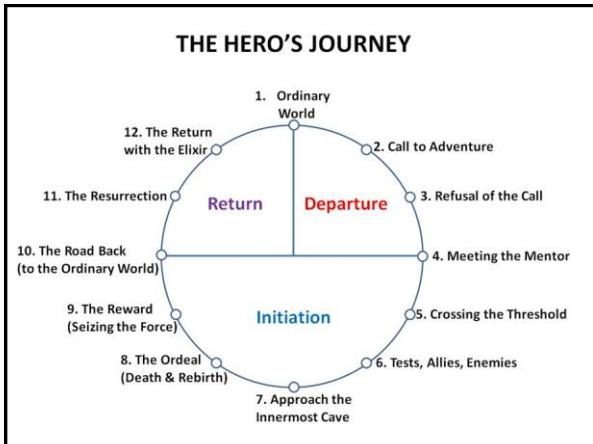 THE HERO'S JOURNEY
1. Ordinary
World
2. Call to Adventure
3. Refusal of the Call
4. Meeting the Mentor
5. Crossing the Threshold
6. Tests, Allies, Enemies
7. Approach the
Innermost Cave
8. The Ordeal
(Death & Rebirth)
9. The Reward
(Seizing the Force)
10. The Road Back
(to the Ordinary World)
11. The Resurrection
12. The Return
with the Elixir
Return
Departure
Initiation